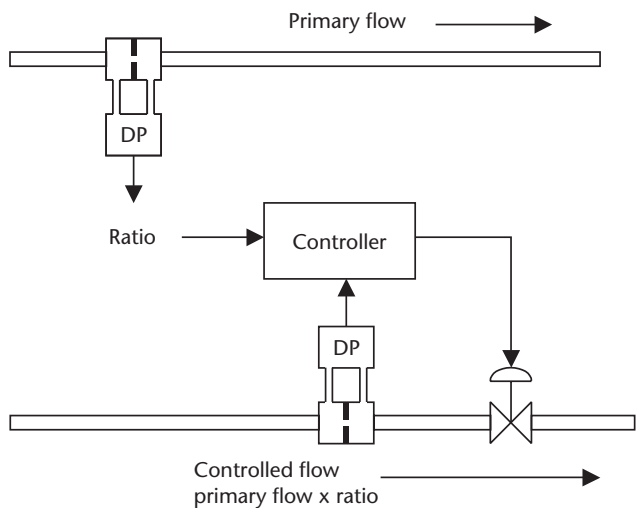 Primary flow
DP
Ratio
Controller
DP
Controlled flow
primary flow x ratio